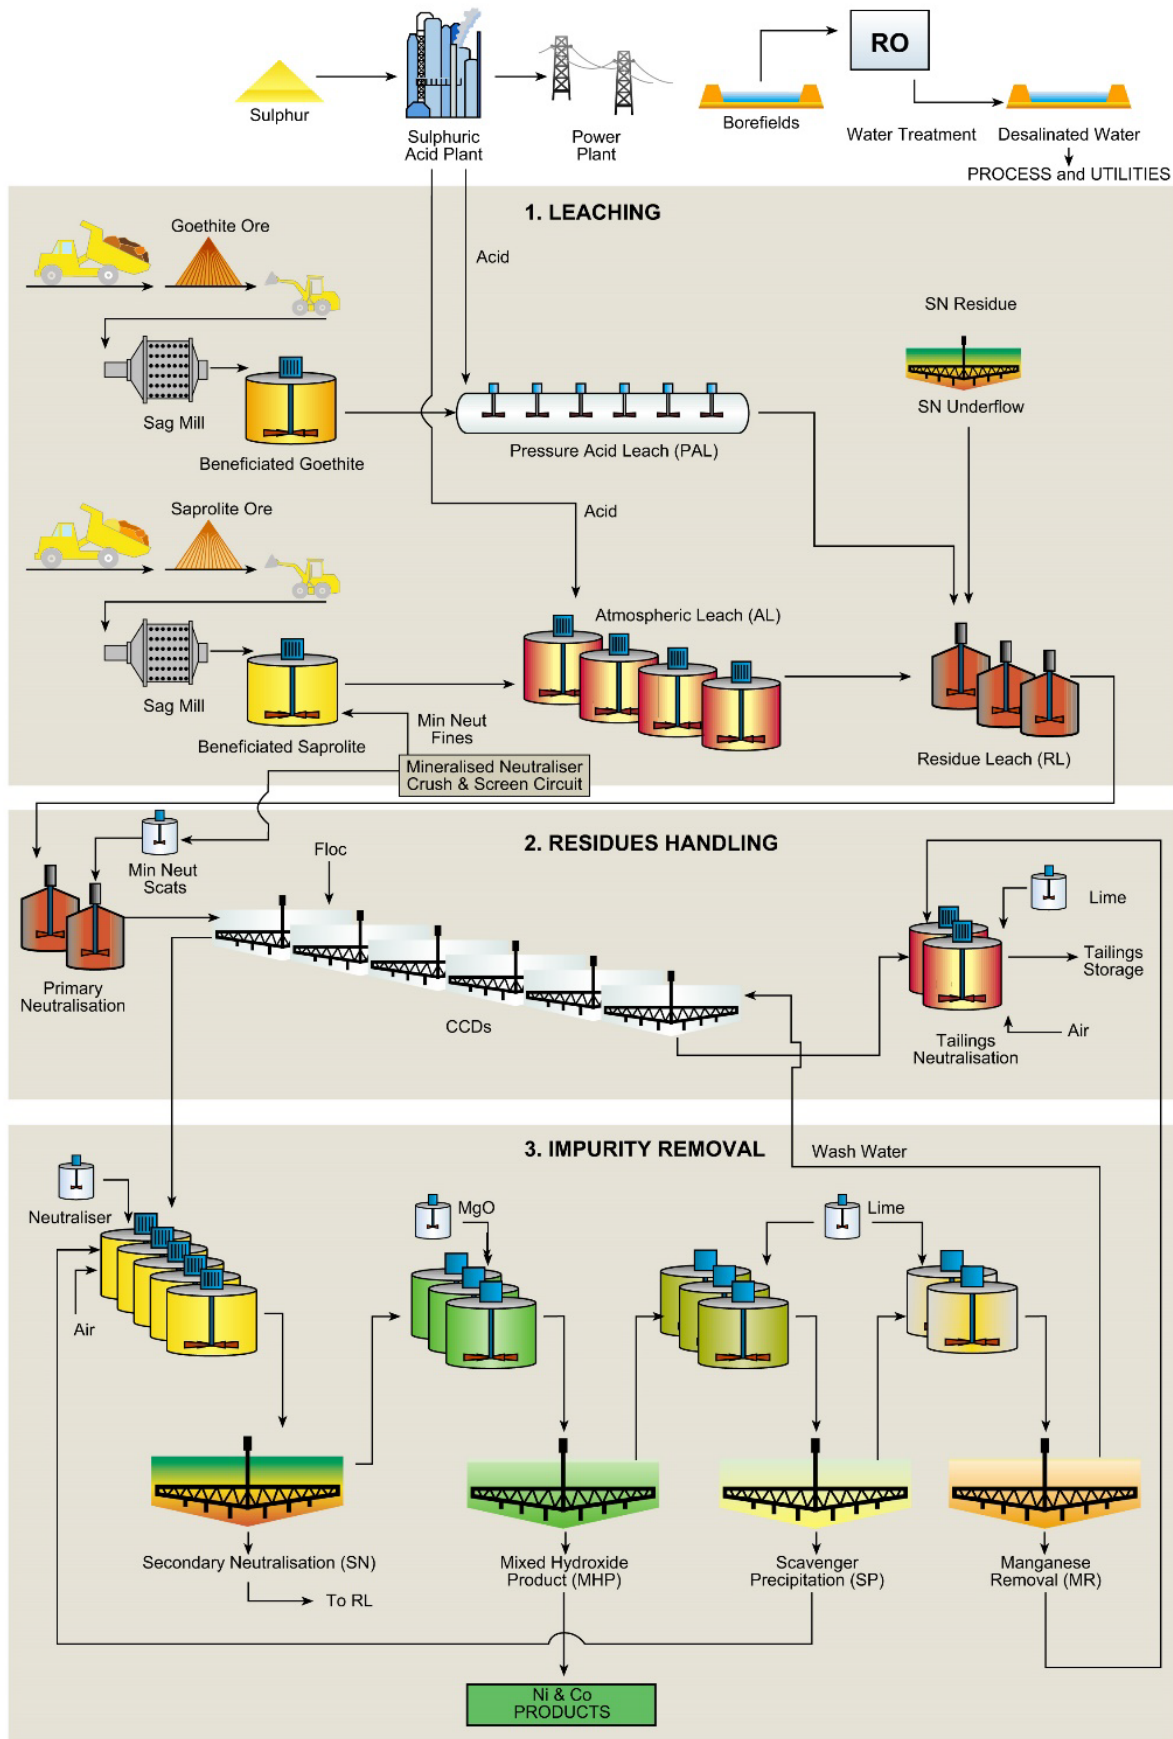 Sulphur
Sulphuric
Acid Plant
Power
Plant
Borefields
RO
Water Treatment
Desalinated Water
PROCESS and UTILITIES
1. LEACHING
Goethite Ore
Acid
SN Residue
Sag Mill
Beneficiated Goethite
Pressure Acid Leach (PAL)
SN Underflow
Saprolite Ore
Acid
Atmospheric Leach (AL)
Sag Mill
Beneficiated Saprolite
Min Neut
Fines
Mineralised Neutraliser
Crush & Screen Circuit
Residue Leach (RL)
2. RESIDUES HANDLING
Min Neut
Scats
Floc
Lime
Primary
Neutralisation
CCDs
Tailings
Storage
Air
Tailings
Neutralisation
3. IMPURITY REMOVAL
Wash Water
Neutraliser
MgO
Lime
Air
Secondary Neutralisation (SN)
To RL
Mixed Hydroxide
Product (MHP)
Scavenger
Precipitation (SP)
Manganese
Removal (MR)
Ni & Co
PRODUCTS